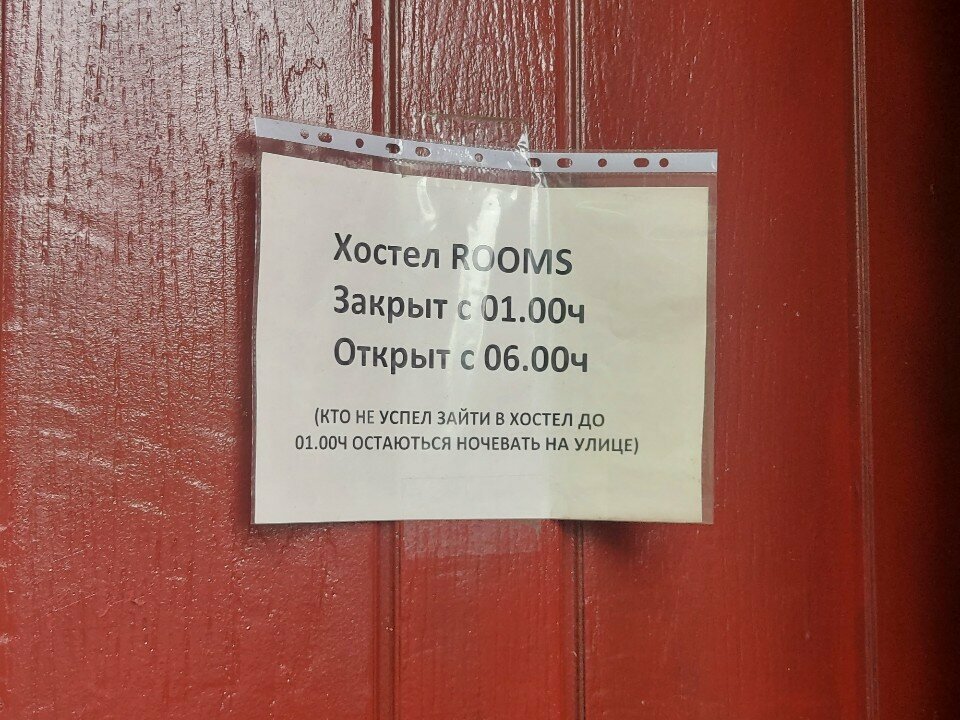 Хостел ROOMS
Закрыт с 01.00ч
Открыт с 06.00ч
(КТО НЕ УСПЕЛ ЗАЙТИ В ХОСТЕЛ ДО
01.00Ч ОСТАЮТЬСЯ НОЧЕВАТЬ НА УЛИЦЕ)